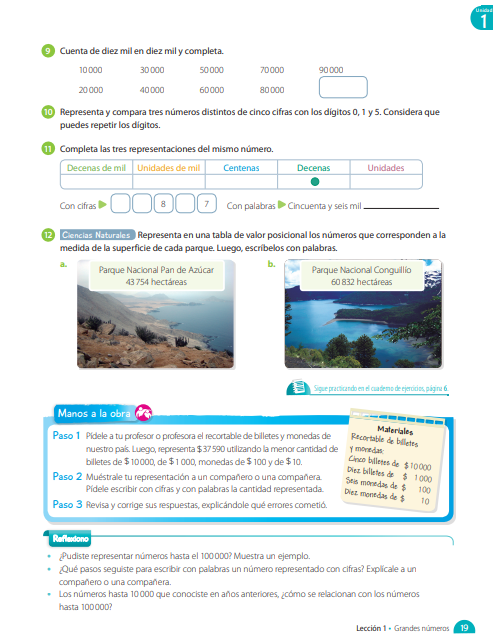 Unidad
1
9 Cuenta de diez mil en diez mil y completa.
10 000 30 000 50 000 70 000 90 000
20 000 40 000 60 000 80 000
10 Representa y compara tres números distintos de cinco cifras con los dígitos 0, 1 y 5. Considera que
puedes repetir los dígitos.
11 Completa las tres representaciones del mismo número.
Decenas de mil Unidades de mil Centenas Decenas Unidades
Con cifras 8 7 Con palabras Cincuenta y seis mil
12 Ciencias Naturales Representa en una tabla de valor posicional los números que corresponden a la
medida de la superficie de cada parque. Luego, escríbelos con palabras.
a. b.
Parque Nacional Pan de Azúcar
43 754 hectáreas
Parque Nacional Conguillío
60 832 hectáreas
Sigue practicando en el cuaderno de ejercicios, página 6.
Manos a la obra
Paso 1 Pídele a tu profesor o profesora el recortable de billetes y monedas de
nuestro país. Luego, representa $ 37 590 utilizando la menor cantidad de
billetes de $ 10 000, de $ 1 000, monedas de $ 100 y de $ 10.
Paso 2 Muéstrale tu representación a un compañero o una compañera.
Pídele escribir con cifras y con palabras la cantidad representada.
Paso 3 Revisa y corrige sus respuestas, explicándole qué errores cometió.
Materiales
Recortable de billetes
y monedas:
Cinco billetes de $ 10 000
Diez billetes de $ 1 000
Seis monedas de $ 100
Diez monedas de $ 10
Reflexiono
• ¿Pudiste representar números hasta el 100 000? Muestra un ejemplo.
• ¿Qué pasos seguiste para escribir con palabras un número representado con cifras? Explícale a un
compañero o una compañera.
• Los números hasta 10 000 que conociste en años anteriores, ¿cómo se relacionan con los números
hasta 100 000?
Lección 1 • Grandes números 19